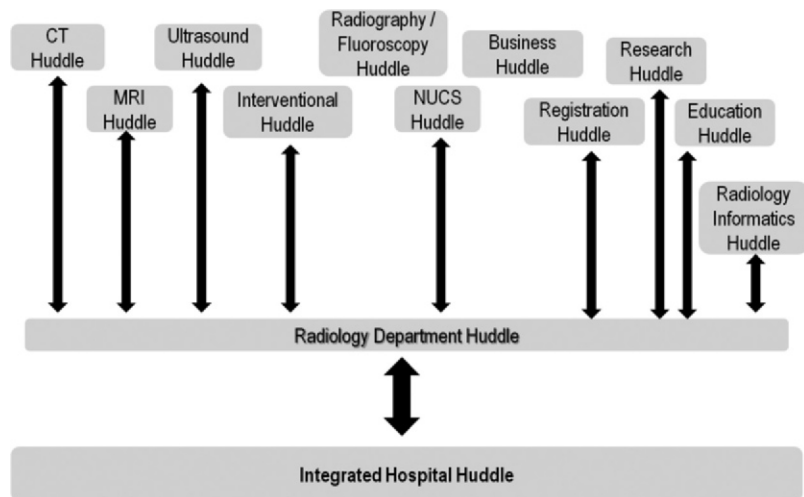 CT
Huddle
Ultrasound
Huddle
Radiography /
Fluoroscopy
Huddle
Business
Huddle
Research
Huddle
MRI
Huddle
Interventional
Huddle
NUCS
Huddle
Registration
Huddle
Education
Huddle
Radiology
Informatics
Huddle
Radiology Department Huddle
Integrated Hospital Huddle